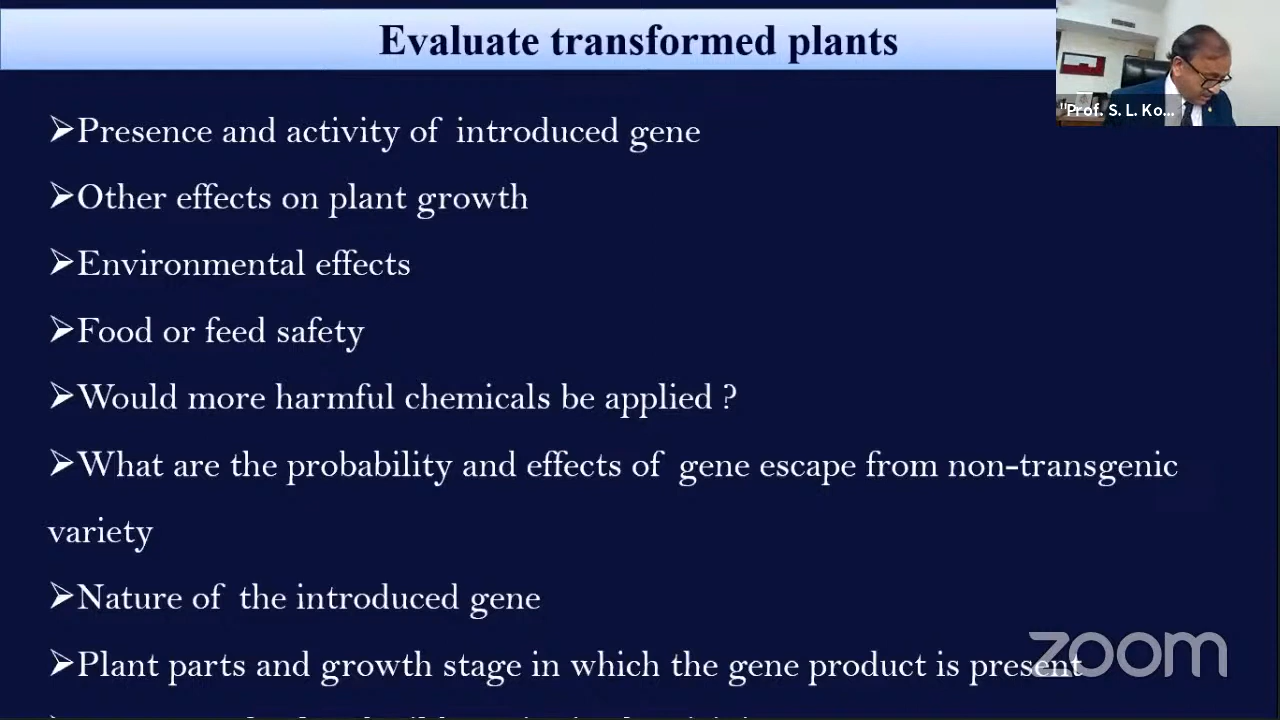 Evaluate transformed plants
"Prof. S. L. Ko...
➢Presence and activity of introduced gene
➢Other effects on plant growth
➢Environmental effects
➢Food or feed safety
➢Would more harmful chemicals be applied ?
➢What are the probability and effects of gene escape from non-transgenic
variety
➢Nature of the introduced gene
➢Plant parts and growth stage in which the gene product is present
zoom